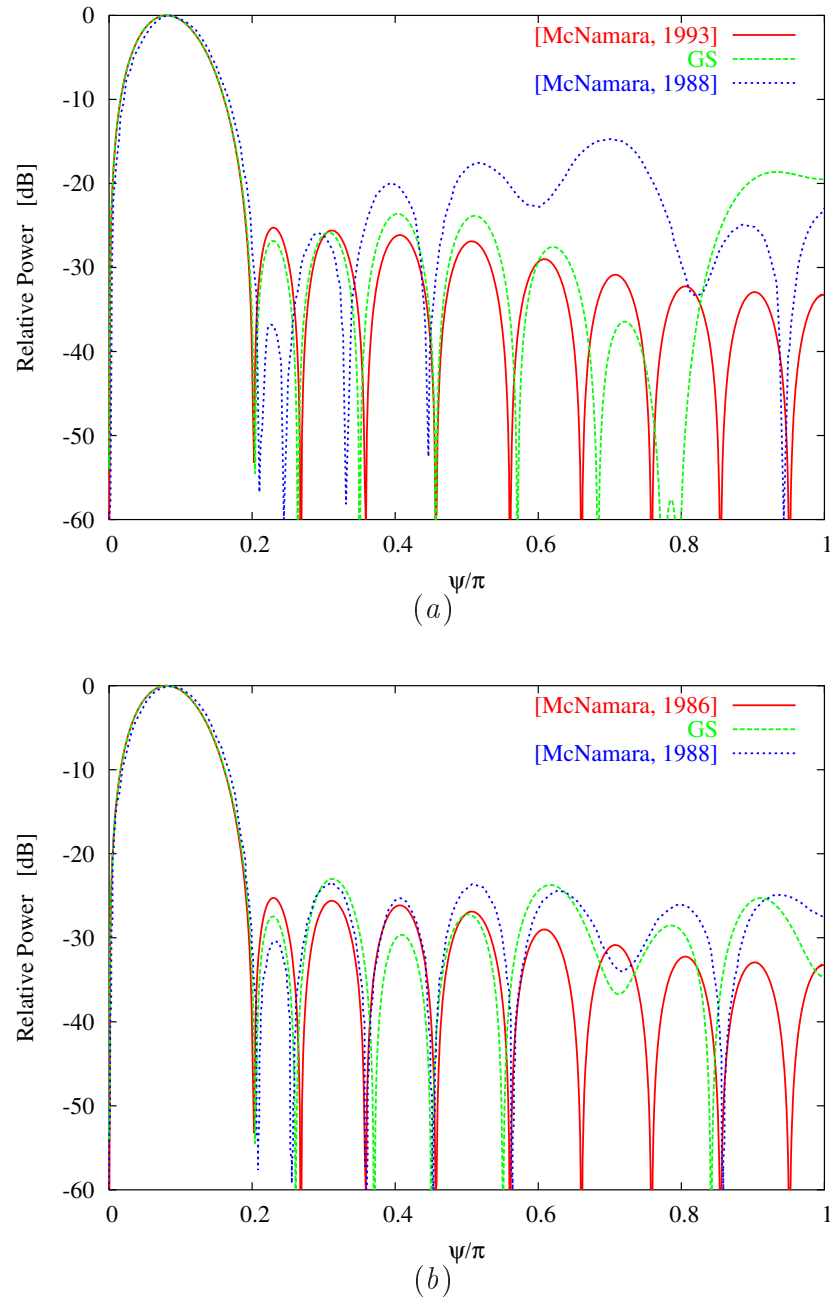 [McNamara, 1993]
GS
[McNamara, 1988]
Relative Power [dB]
0
-10
-20
-30
-40
-50
-60
0 0.2 0.4 0.6 0.8 1
ψ/π
(a)
[McNamara, 1986]
GS
[McNamara, 1988]
Relative Power [dB]
0
-10
-20
-30
-40
-50
-60
0 0.2 0.4 0.6 0.8 1
ψ/π
(b)